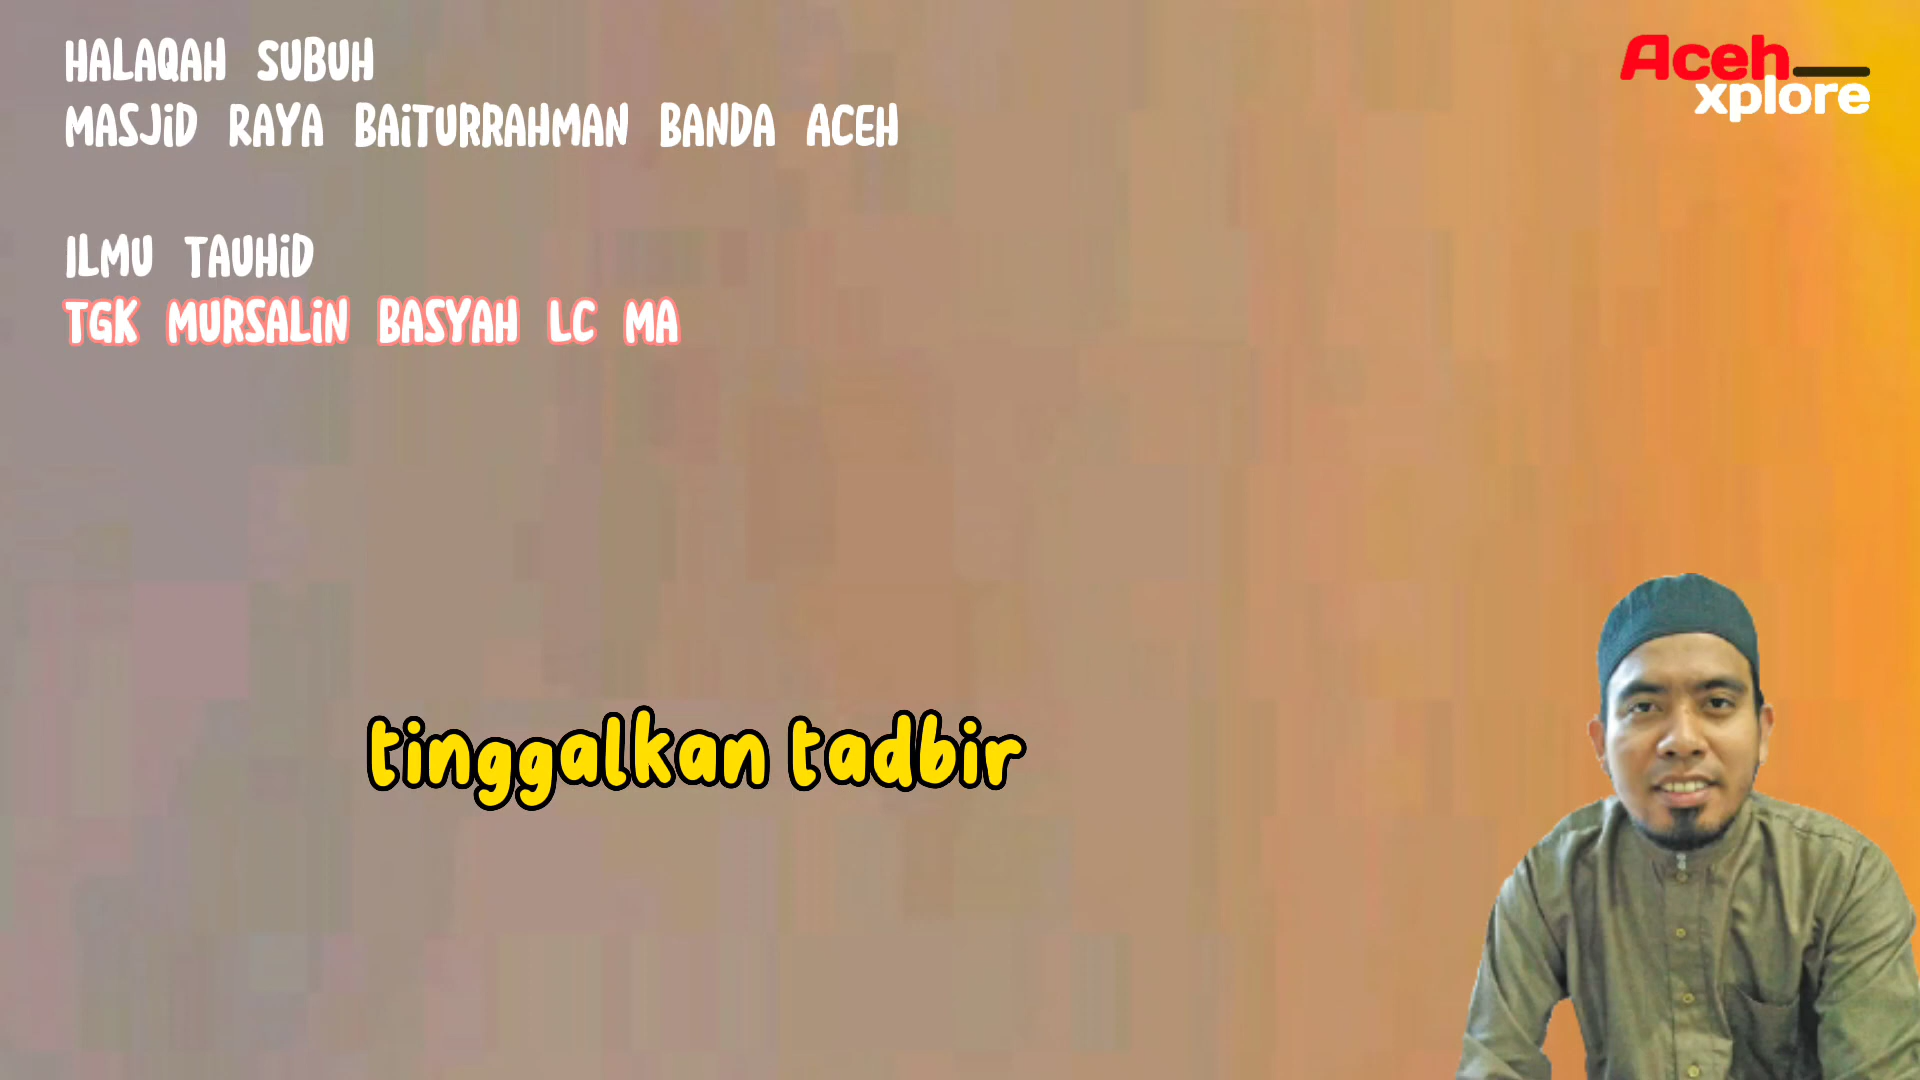 HALAQAH SUBUH
MASJiD RAYA BAiTURRAHMAN BANDA ACEH
ILMU TAUHiD
TGK MURSALiN BASYAH LC MA
Aceh
xplore
tinggalkan tadbir